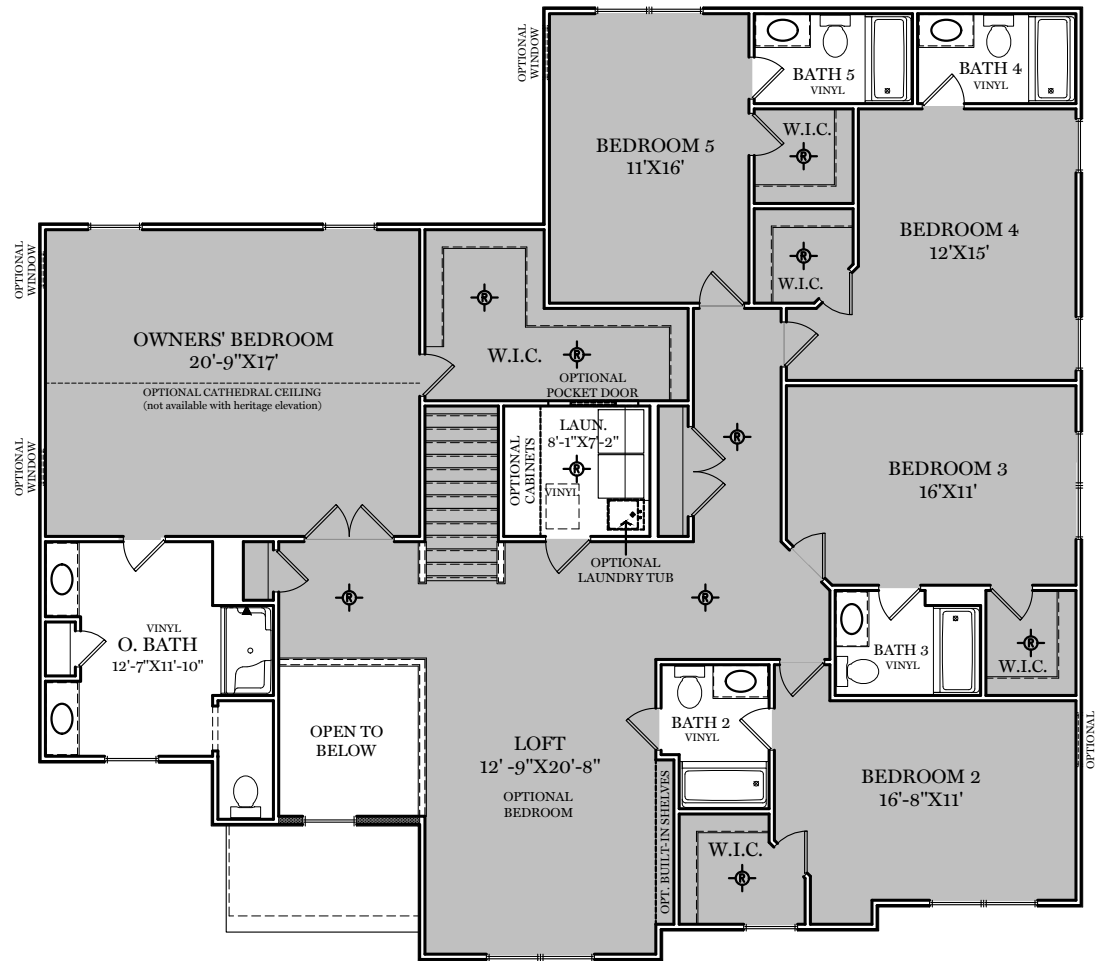 OPTIONAL
WINDOW
BATH 5
VINYL
BATH 4
VINYL
W.I.C.
R
BEDROOM 5
11'X16'
BEDROOM 4
12'X15'
R
W.I.C.
OPTIONAL
WINDOW
OWNERS' BEDROOM
20'-9"X17'
OPTIONAL CATHEDRAL CEILING
(not available with heritage elevation)
R
W.I.C.
R
OPTIONAL
POCKET DOOR
LAUN.
8'-1"X7'-2"
R
VINYL
OPTIONAL
CABINETS
R
OPTIONAL
WINDOW
BEDROOM 3
16'X11'
OPTIONAL
LAUNDRY TUB
R
R
VINYL
O. BATH
12'-7"X11'-10"
BATH 3
VINYL
R
W.I.C.
OPEN TO
BELOW
LOFT
12' -9"X20'-8"
OPTIONAL
BEDROOM
BATH 2
VINYL
OPTIONAL
BEDROOM 2
16'-8"X11'
OPT. BUILT-IN SHELVES
W.I.C.
R